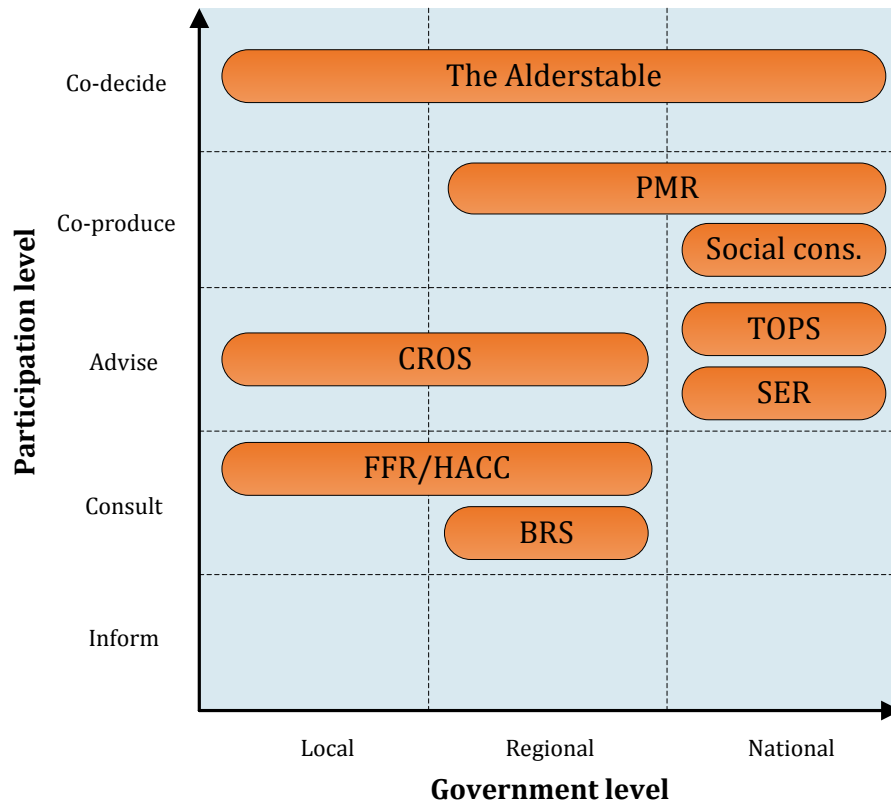 Co-decide
The Alderstable
PMR
Co-produce
Social cons.
TOPS
Advise
CROS
SER
FFR/HACC
Consult
BRS
Inform
Participation level
Local
Regional
National
Government level